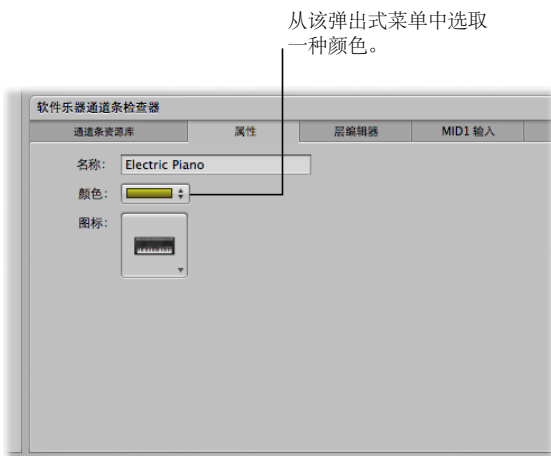 从该弹出式菜单中选取
一种颜色。
软件乐器通道条检查器
通道条资源库 属性 层编辑器 MIDI 输入
名称: Electric Piano
颜色:
图标: